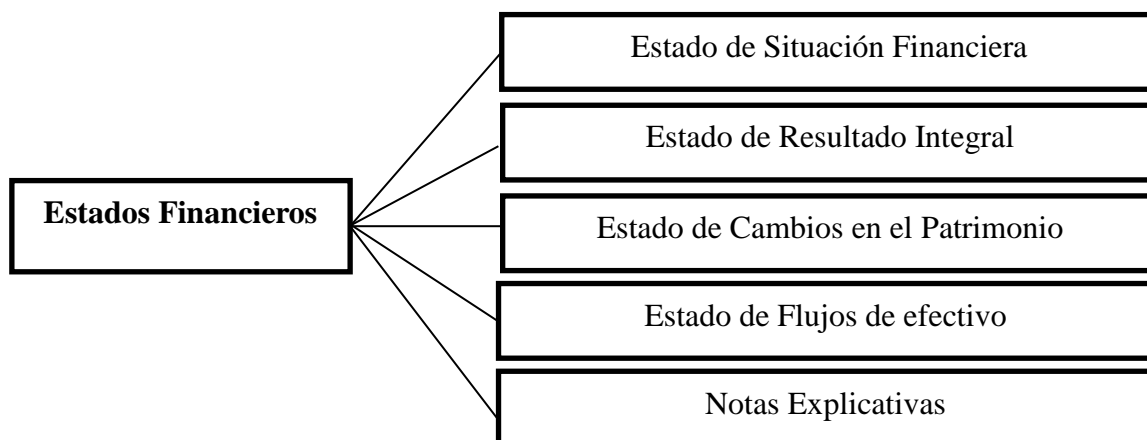 Estados Financieros
Estado de Situación Financiera
Estado de Resultado Integral
Estado de Cambios en el Patrimonio
Estado de Flujos de efectivo
Notas Explicativas